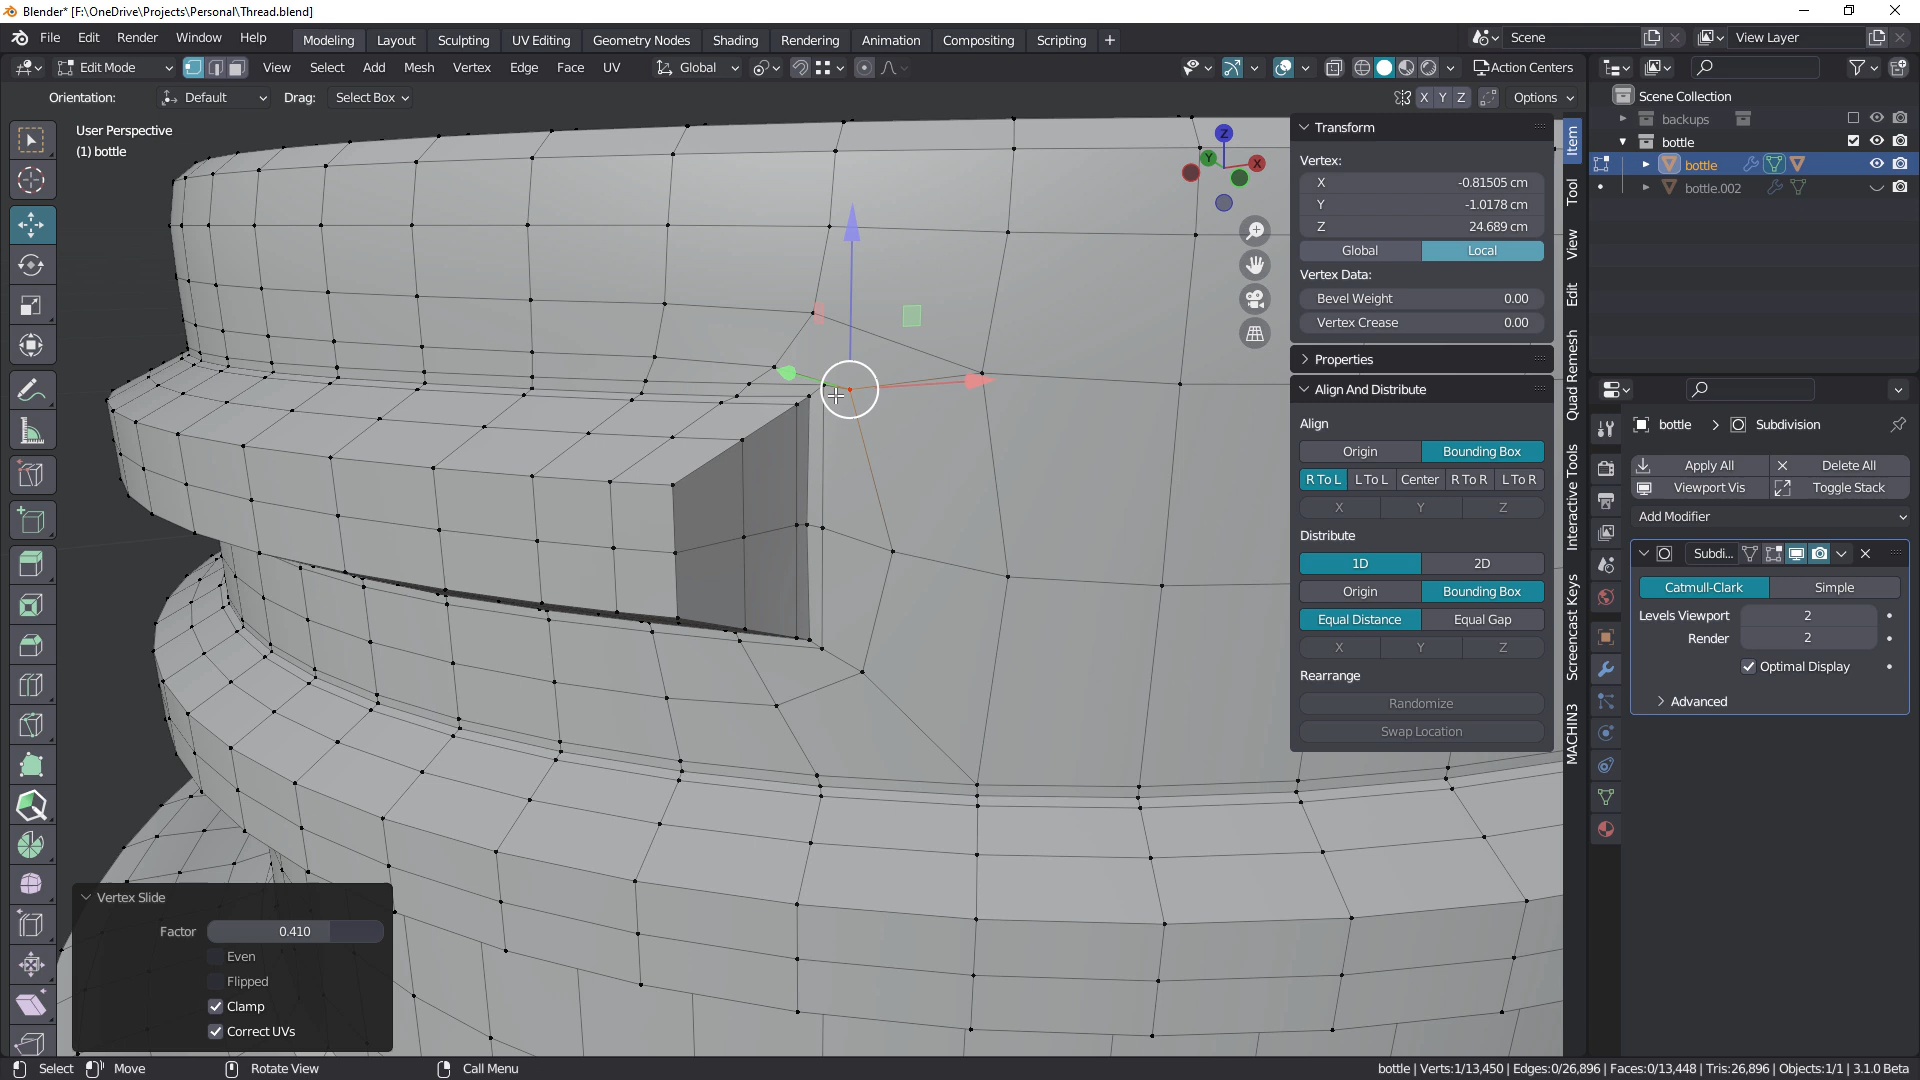 Blender* [F:\OneDrive\Projects\Personal\Thread.blend]
File Edit Render Window Help
Modeling Layout Sculpting UV Editing Geometry Nodes Shading Rendering Animation Compositing Scripting +
Scene
View Layer
Edit Mode
View Select Add Mesh Vertex Edge Face UV
Global
Action Centers
Orientation: Default Drag: Select Box
X Y Z Options
User Perspective
(1) bottle
Z
Y
X
Transform
Vertex:
X -0.81505 cm
Y -1.0178 cm
Z 24.689 cm
Global Local
Vertex Data:
Bevel Weight 0.00
Vertex Crease 0.00
Properties
Align And Distribute
Align
Origin Bounding Box
R To L L To L Center R To R L To R
X Y Z
Distribute
1D 2D
Origin Bounding Box
Equal Distance Equal Gap
X Y Z
Rearrange
Randomize
Swap Location
Item
Tool
View
Edit
Quad Remesh
Interactive Tools
Screencast Keys
MACHIN3
Scene Collection
backups
bottle
bottle
bottle.002
bottle > Subdivision
Apply All Delete All
Viewport Vis Toggle Stack
Add Modifier
Subdi...
Catmull-Clark Simple
Levels Viewport 2
Render 2
Optimal Display
Advanced
Vertex Slide
Factor 0.410
Even
Flipped
Clamp
Correct UVs
Select Move Rotate View Call Menu
bottle | Verts:1/13,450 | Edges:0/26,896 | Faces:0/13,448 | Tris:26,896 | Objects:1/1 | 3.1.0 Beta